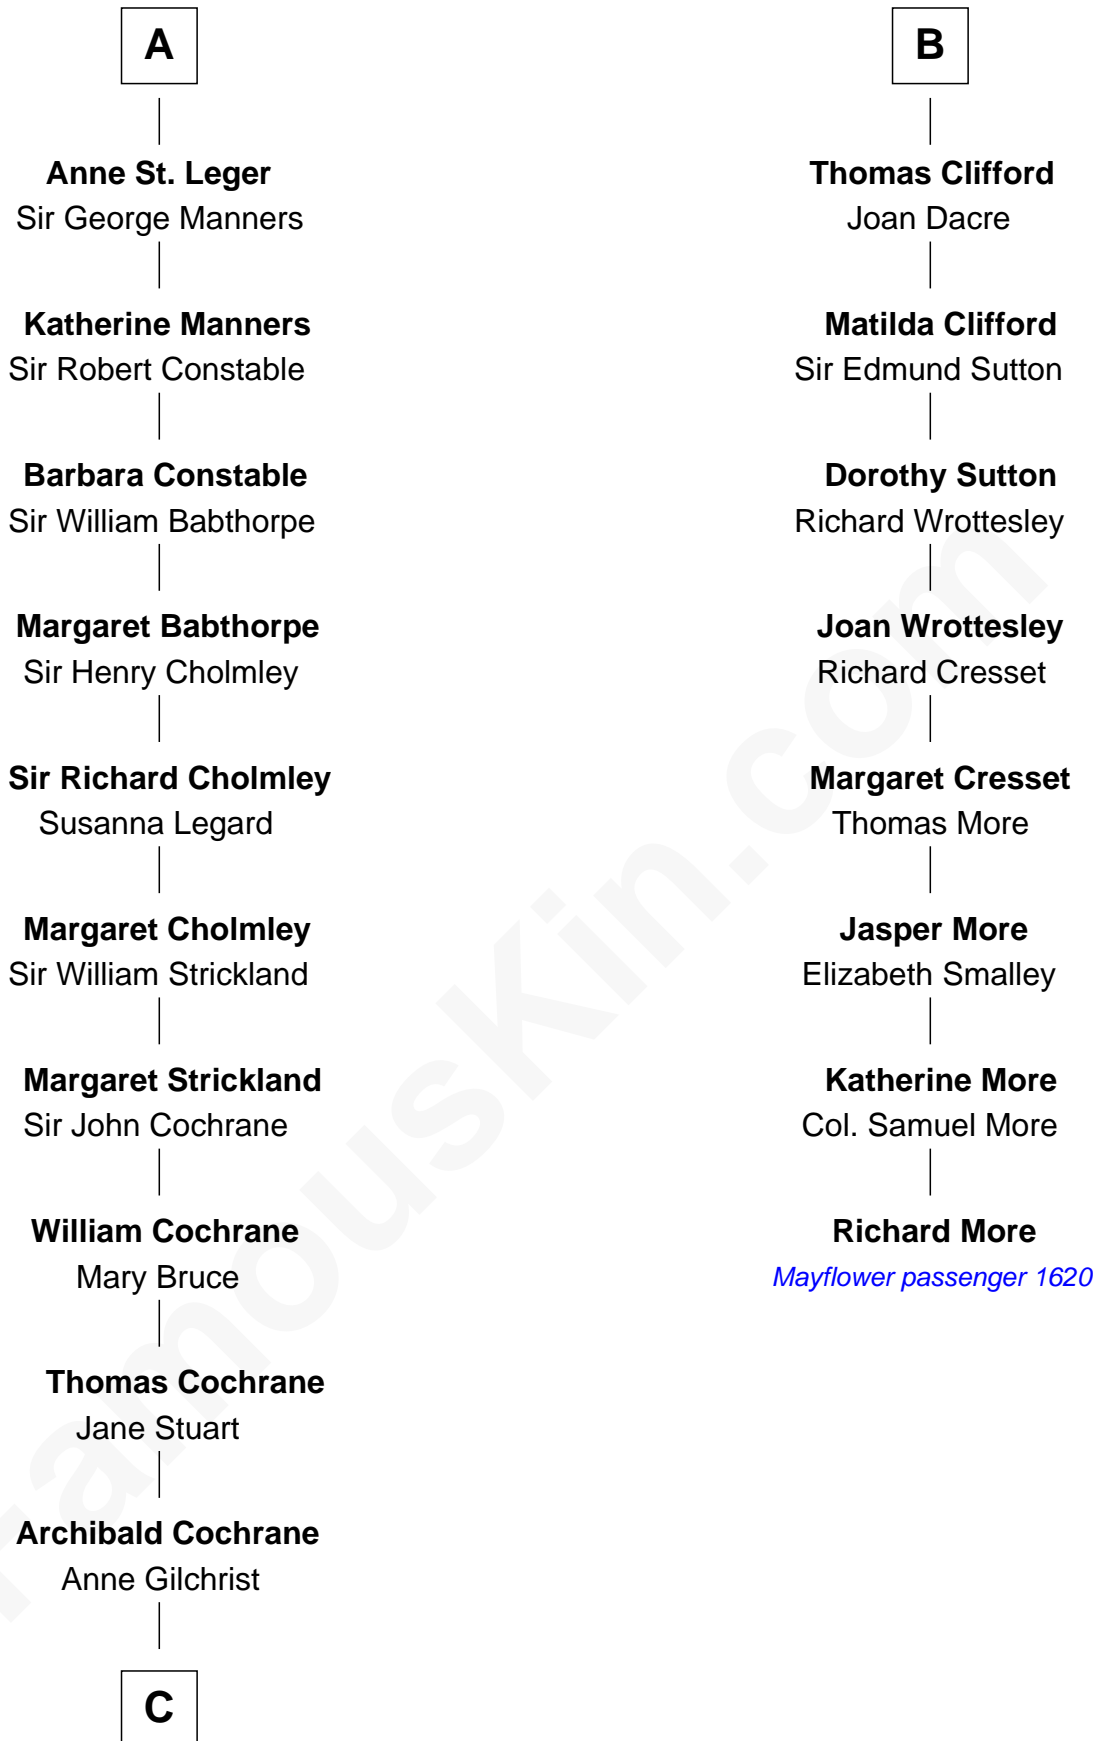 A
Anne St. Leger
Sir George Manners
Katherine Manners
Sir Robert Constable
Barbara Constable
Sir William Babthorpe
Margaret Babthorpe
Sir Henry Cholmley
Sir Richard Cholmley
Susanna Legard
Margaret Cholmley
Sir William Strickland
Margaret Strickland
Sir John Cochrane
William Cochrane
Mary Bruce
Thomas Cochrane
Jane Stuart
Archibald Cochrane
Anne Gilchrist
C
B
Thomas Clifford
Joan Dacre
Matilda Clifford
Sir Edmund Sutton
Dorothy Sutton
Richard Wrottesley
Joan Wrottesley
Richard Cresset
Margaret Cresset
Thomas More
Jasper More
Elizabeth Smalley
Katherine More
Col. Samuel More
Richard More
Mayflower passenger 1620
FamousKin.com